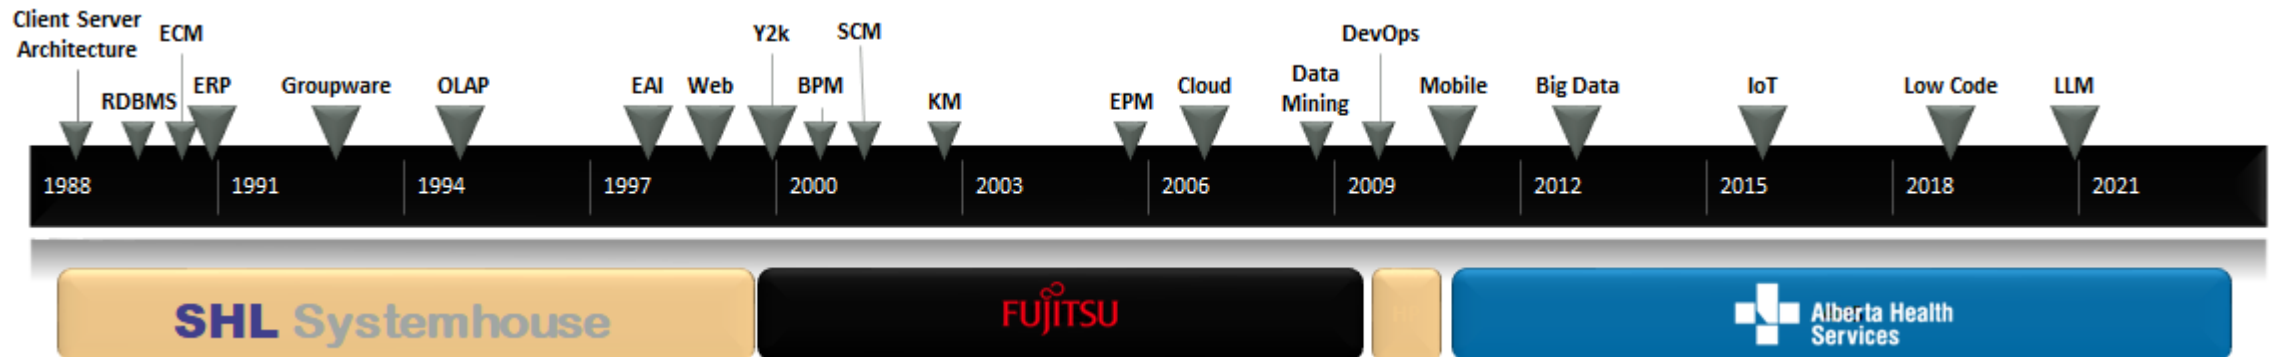 Client Server
Architecture
ECM
RDBMS
ERP
Groupware
OLAP
EAI
Web
Y2k
BPM
SCM
KM
EPM
Cloud
Data
Mining
DevOps
Mobile
Big Data
IoT
Low Code
LLM
1988
1991
1994
1997
2000
2003
2006
2009
2012
2015
2018
2021
SHL Systemhouse
FUJITSU
Alberta Health
Services